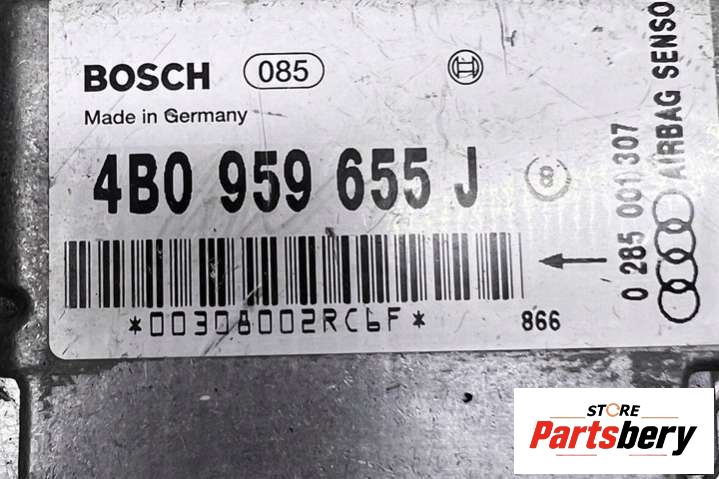 BOSCH 085
Made in Germany
4B0 959 655 J 8
*00308002RC6F* 866
0 285 001 307
AIRBAG SENSO
STORE
Partsbery